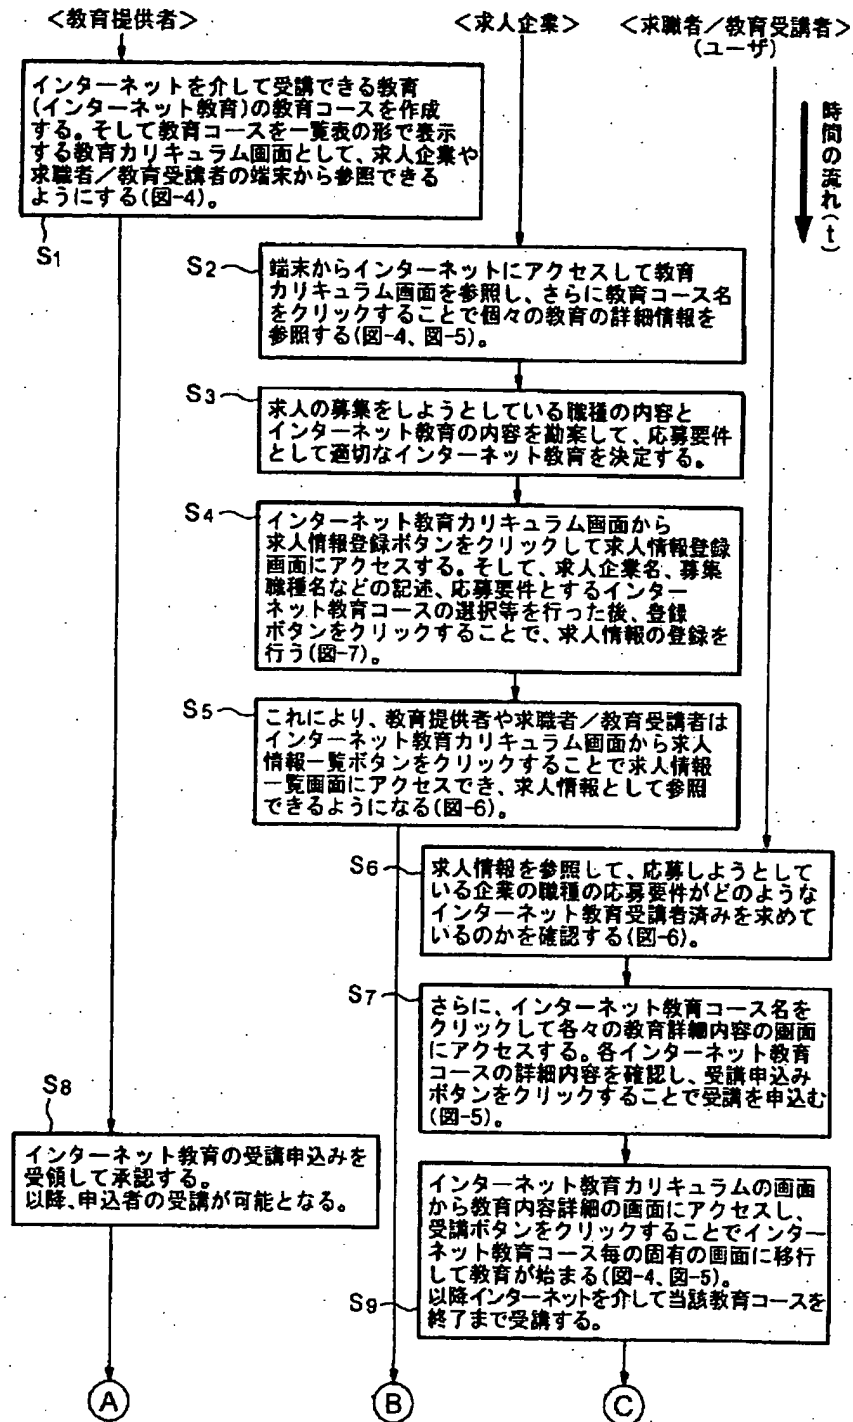 <教育提供者>
<求人企業>
<求職者/教育受講者>
(ユーザ)
時間の流れ(t)
インターネットを介して受講できる教育
(インターネット教育)の教育コースを作成
する。そして教育コースを一覧表の形で表示
する教育カリキュラム画面として、求人企業や
求職者/教育受講者の端末から参照できる
ようにする(図-4)。
S1
S2
端末からインターネットにアクセスして教育
カリキュラム画面を参照し、さらに教育コース名
をクリックすることで個々の教育の詳細情報を
参照する(図-4、図-5)。
S3
求人の募集をしようとしている職種の内容と
インターネット教育の内容を勘案して、応募要件
として適切なインターネット教育を決定する。
S4
インターネット教育カリキュラム画面から
求人情報登録ボタンをクリックして求人情報登録
画面にアクセスする。そして、求人企業名、募集
職種名などの記述、応募要件とするインター
ネット教育コースの選択等を行った後、登録
ボタンをクリックすることで、求人情報の登録を
行う(図-7)。
S5
これにより、教育提供者や求職者/教育受講者は
インターネット教育カリキュラム画面から求人
情報一覧ボタンをクリックすることで求人情報
一覧画面にアクセスでき、求人情報として参照
できるようになる(図-6)。
S6
求人情報を参照して、応募しようとして
いる企業の職種の応募要件がどのような
インターネット教育受講者済みを求めて
いるのかを確認する(図-6)。
S7
さらに、インターネット教育コース名を
クリックして各々の教育詳細内容の画面
にアクセスする。各インターネット教育
コースの詳細内容を確認し、受講申込み
ボタンをクリックすることで受講を申込む
(図-5)。
S8
インターネット教育の受講申込みを
受領して承認する。
以降、申込者の受講が可能となる。
インターネット教育カリキュラムの画面
から教育内容詳細の画面にアクセスし、
受講ボタンをクリックすることでインター
ネット教育コース毎の固有の画面に移行
して教育が始まる(図-4、図-5)。
以降インターネットを介して当該教育コースを
終了まで受講する。
S9
A
B
C